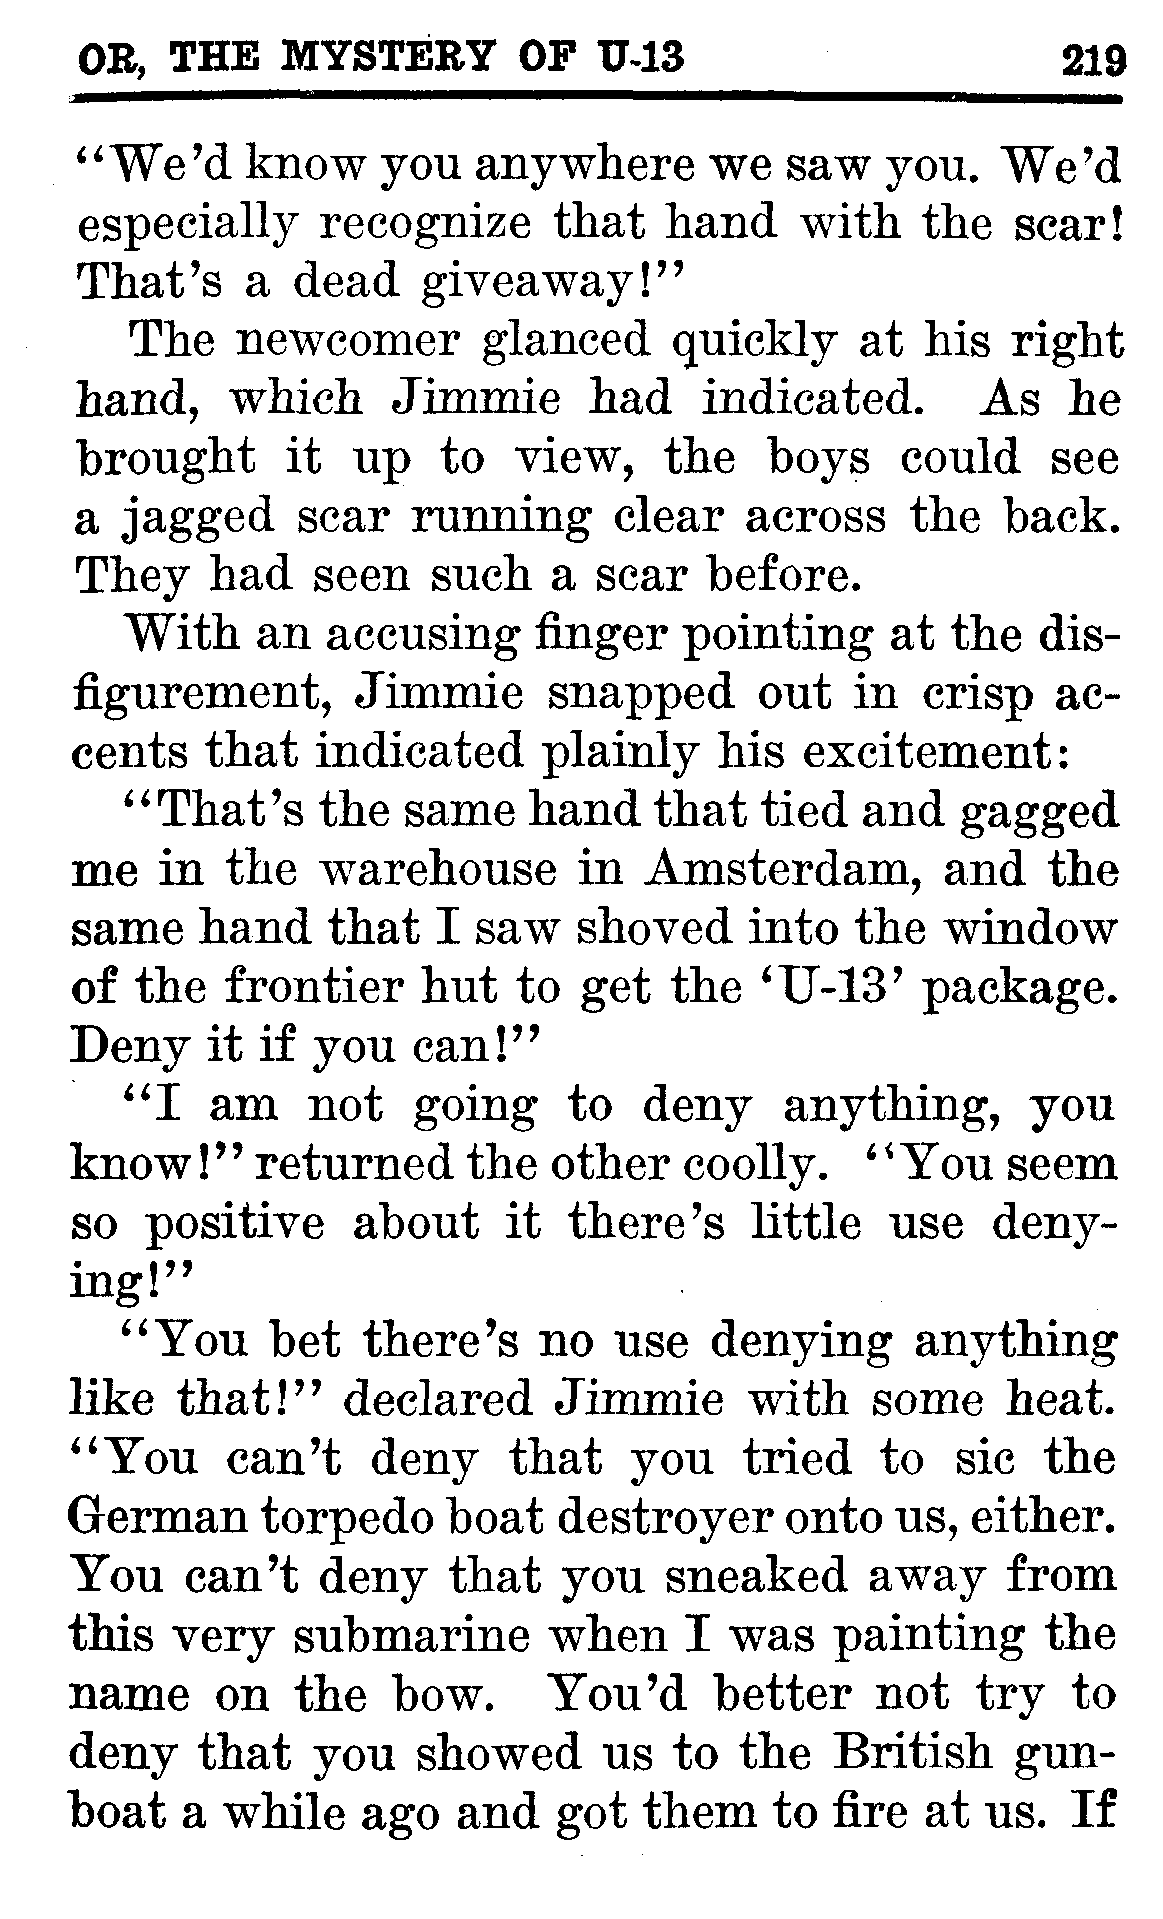 OR, THE MYSTERY OF U-13 219
"We'd know you anywhere we saw you. We'd
especially recognize that hand with the scar!
That's a dead giveaway!"
The newcomer glanced quickly at his right
hand, which Jimmie had indicated. As he
brought it up to view, the boys could see
a jagged scar running clear across the back.
They had seen such a scar before.
With an accusing finger pointing at the dis-
figurement, Jimmie snapped out in crisp ac-
cents that indicated plainly his excitement:
"That's the same hand that tied and gagged
me in the warehouse in Amsterdam, and the
same hand that I saw shoved into the window
of the frontier hut to get the 'U-13' package.
Deny it if you can!"
"I am not going to deny anything, you
know!" returned the other coolly. "You seem
so positive about it there's little use deny-
ing!"
"You bet there's no use denying anything
like that!" declared Jimmie with some heat.
"You can't deny that you tried to sic the
German torpedo boat destroyer onto us, either.
You can't deny that you sneaked away from
this very submarine when I was painting the
name on the bow. You'd better not try to
deny that you showed us to the British gun-
boat a while ago and got them to fire at us. If